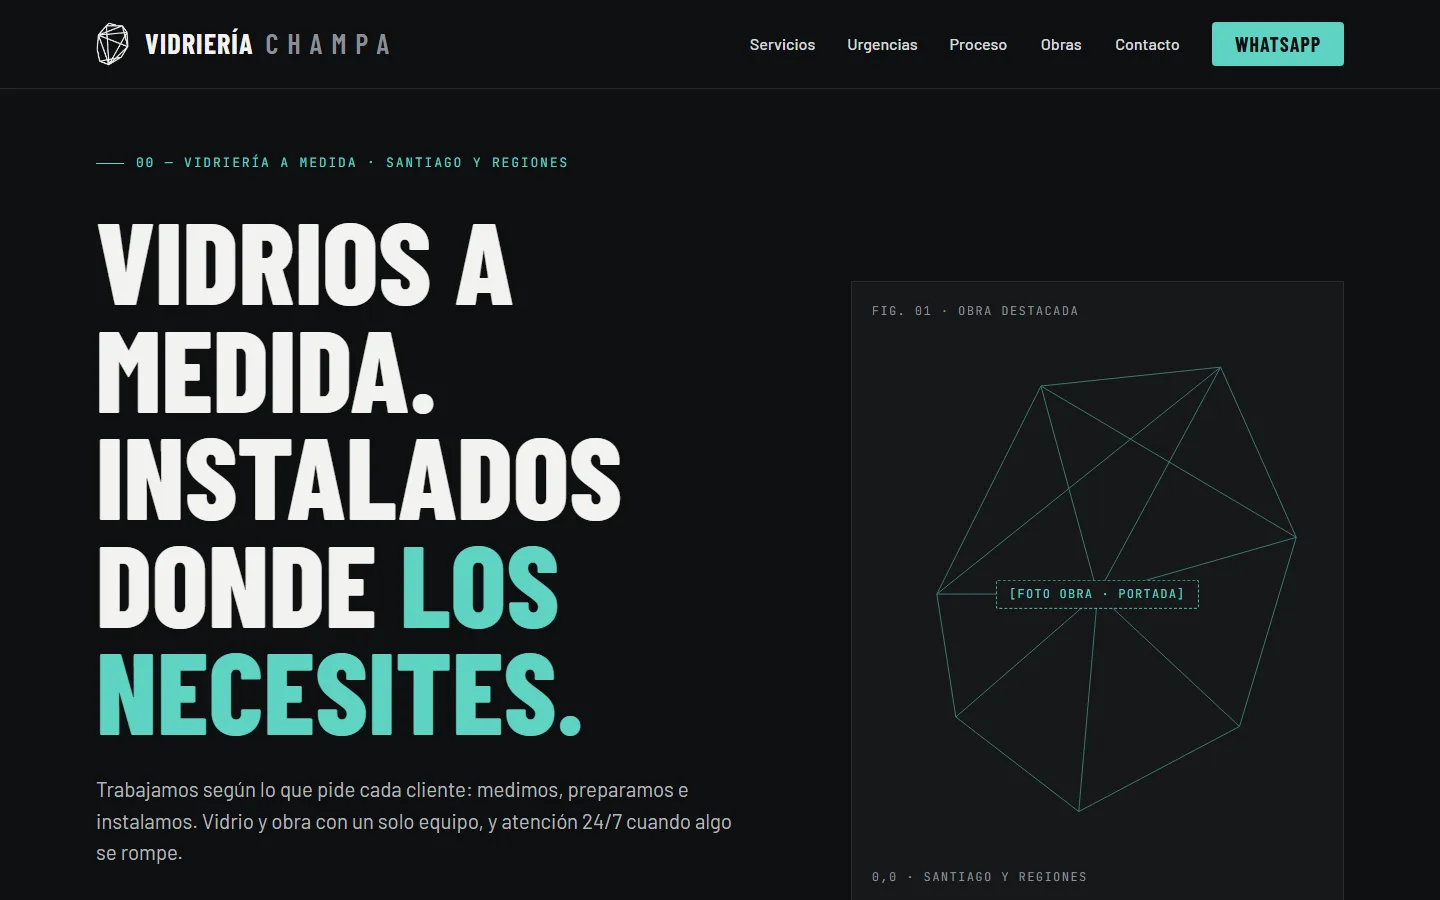 VIDRIERÍA CHAMPA
Servicios
Urgencias
Proceso
Obras
Contacto
WHATSAPP
00 — VIDRIERÍA A MEDIDA · SANTIAGO Y REGIONES
VIDRIOS A
MEDIDA.
INSTALADOS
DONDE LOS
NECESITES.
Trabajamos según lo que pide cada cliente: medimos, preparamos e
instalamos. Vidrio y obra con un solo equipo, y atención 24/7 cuando algo
se rompe.
FIG. 01 · OBRA DESTACADA
[FOTO OBRA · PORTADA]
0,0 · SANTIAGO Y REGIONES